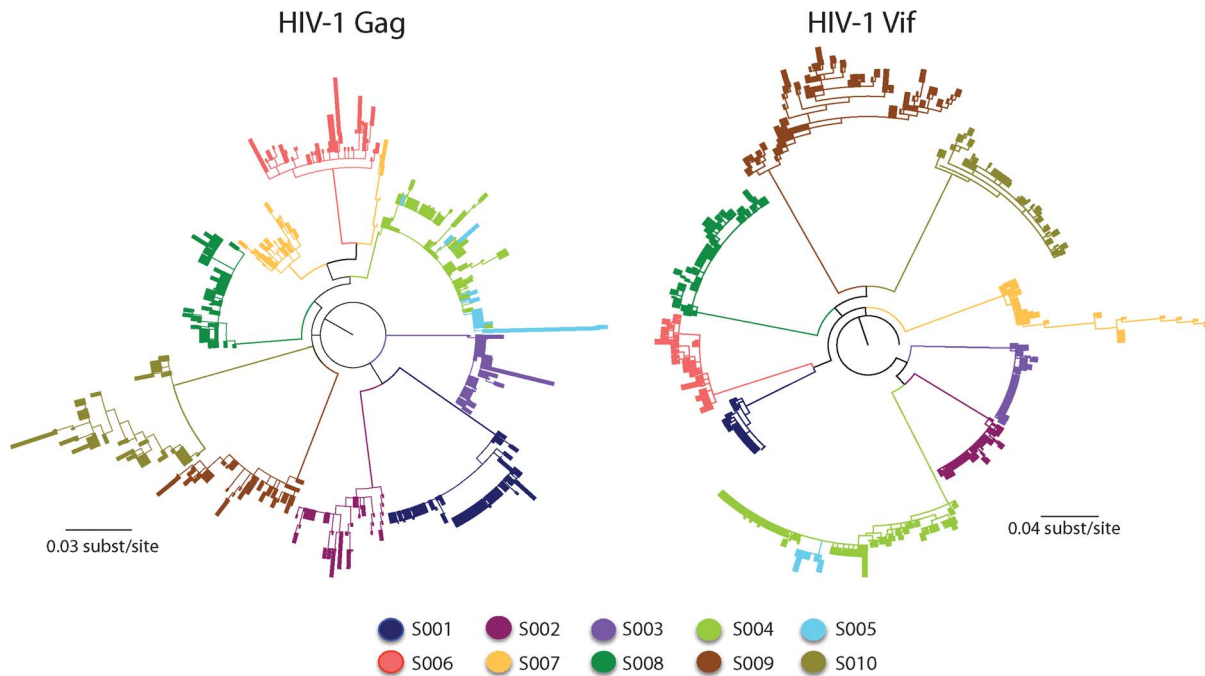 HIV-1 Gag
HIV-1 Vif
0.03 subst/site
0.04 subst/site
S001 S002 S003 S004 S005
S006 S007 S008 S009 S010